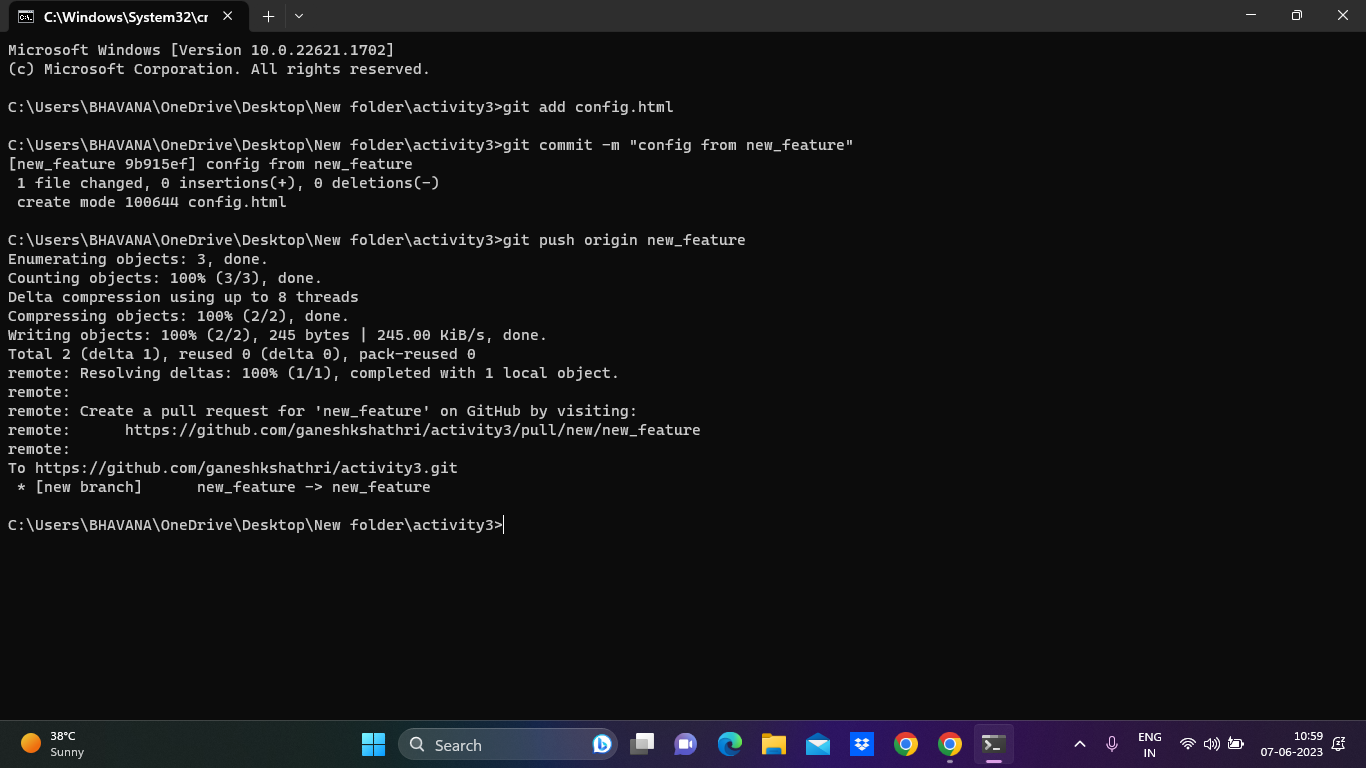 C:\Windows\System32\cr
Microsoft Windows [Version 10.0.22621.1702]
(c) Microsoft Corporation. All rights reserved.
C:\Users\BHAVANA\OneDrive\Desktop\New folder\activity3>git add config.html
C:\Users\BHAVANA\OneDrive\Desktop\New folder\activity3>git commit -m "config from new_feature"
[new_feature 9b915ef] config from new_feature
 1 file changed, 0 insertions(+), 0 deletions(-)
 create mode 100644 config.html
C:\Users\BHAVANA\OneDrive\Desktop\New folder\activity3>git push origin new_feature
Enumerating objects: 3, done.
Counting objects: 100% (3/3), done.
Delta compression using up to 8 threads
Compressing objects: 100% (2/2), done.
Writing objects: 100% (2/2), 245 bytes | 245.00 KiB/s, done.
Total 2 (delta 1), reused 0 (delta 0), pack-reused 0
remote: Resolving deltas: 100% (1/1), completed with 1 local object.
remote:
remote: Create a pull request for 'new_feature' on GitHub by visiting:
remote:      https://github.com/ganeshkshathri/activity3/pull/new/new_feature
remote:
To https://github.com/ganeshkshathri/activity3.git
 * [new branch]      new_feature -> new_feature
C:\Users\BHAVANA\OneDrive\Desktop\New folder\activity3>
38°C
Sunny
Search
ENG
IN
10:59
07-06-2023